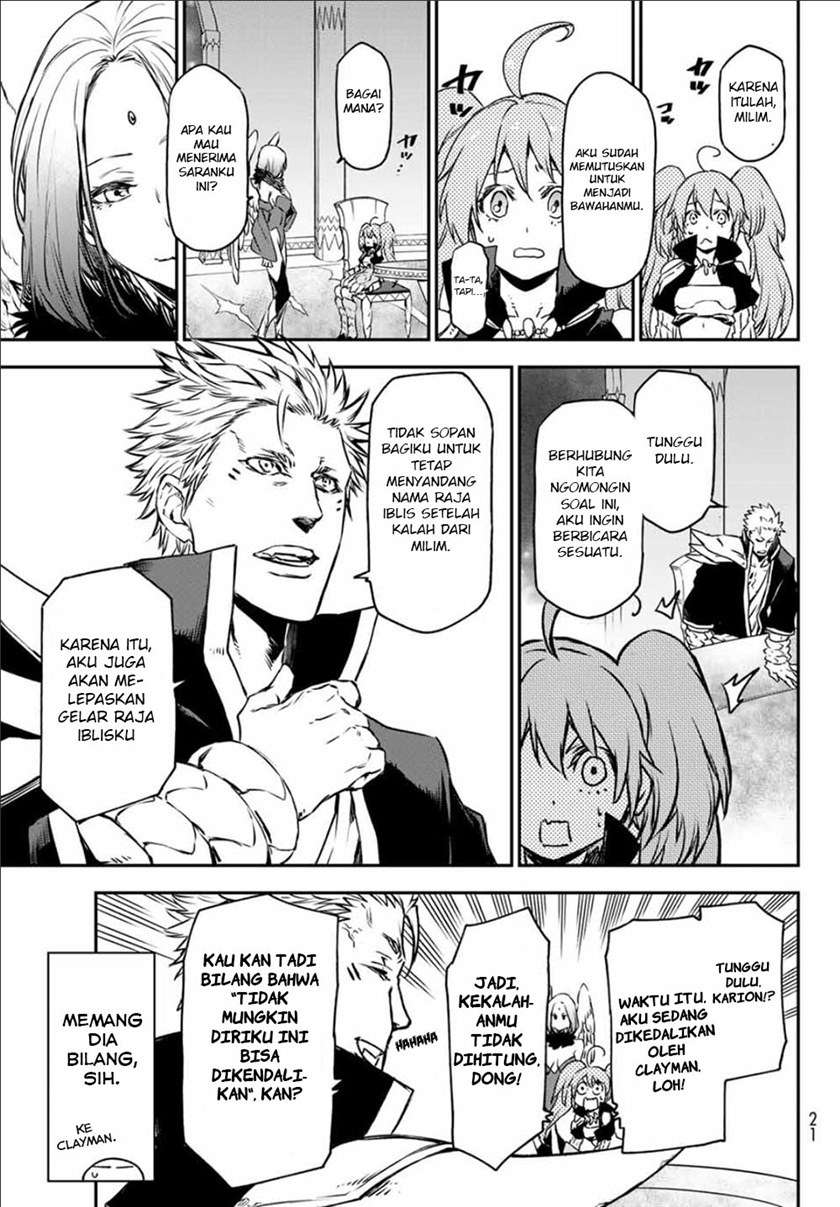 KARENA
ITULAH,
MILIM.
AKU SUDAH
MEMUTUSKAN
UNTUK
MENJADI
BAWAHANMU.
TA-TA,
TAPI...
BAGAI
MANA?
APA KAU
MAU
MENERIMA
SARANKU
INI?
TUNGGU
DULU.
BERHUBUNG
KITA
NGOMONGIN
SOAL INI,
AKU INGIN
BERBICARA
SESUATU.
TIDAK SOPAN
BAGIKU UNTUK
TETAP
MENYANDANG
NAMA RAJA
IBLIS SETELAH
KALAH DARI
MILIM.
KARENA ITU,
AKU JUGA
AKAN ME-
LEPASKAN
GELAR RAJA
IBLISKU
TUNGGU
DULU,
KARION!?
WAKTU ITU.
AKU SEDANG
DIKEDALIKAN
OLEH
CLAYMAN.
LOH!
JADI,
KEKALAH-
ANMU
TIDAK
DIHITUNG,
DONG!
HAHAHA
KAU KAN TADI
BILANG BAHWA
"TIDAK
MUNGKIN
DIRIKU INI
BISA
DIKENDALI-
KAN". KAN?
MEMANG
DIA
BILANG,
SIH.
KE
CLAYMAN.
21